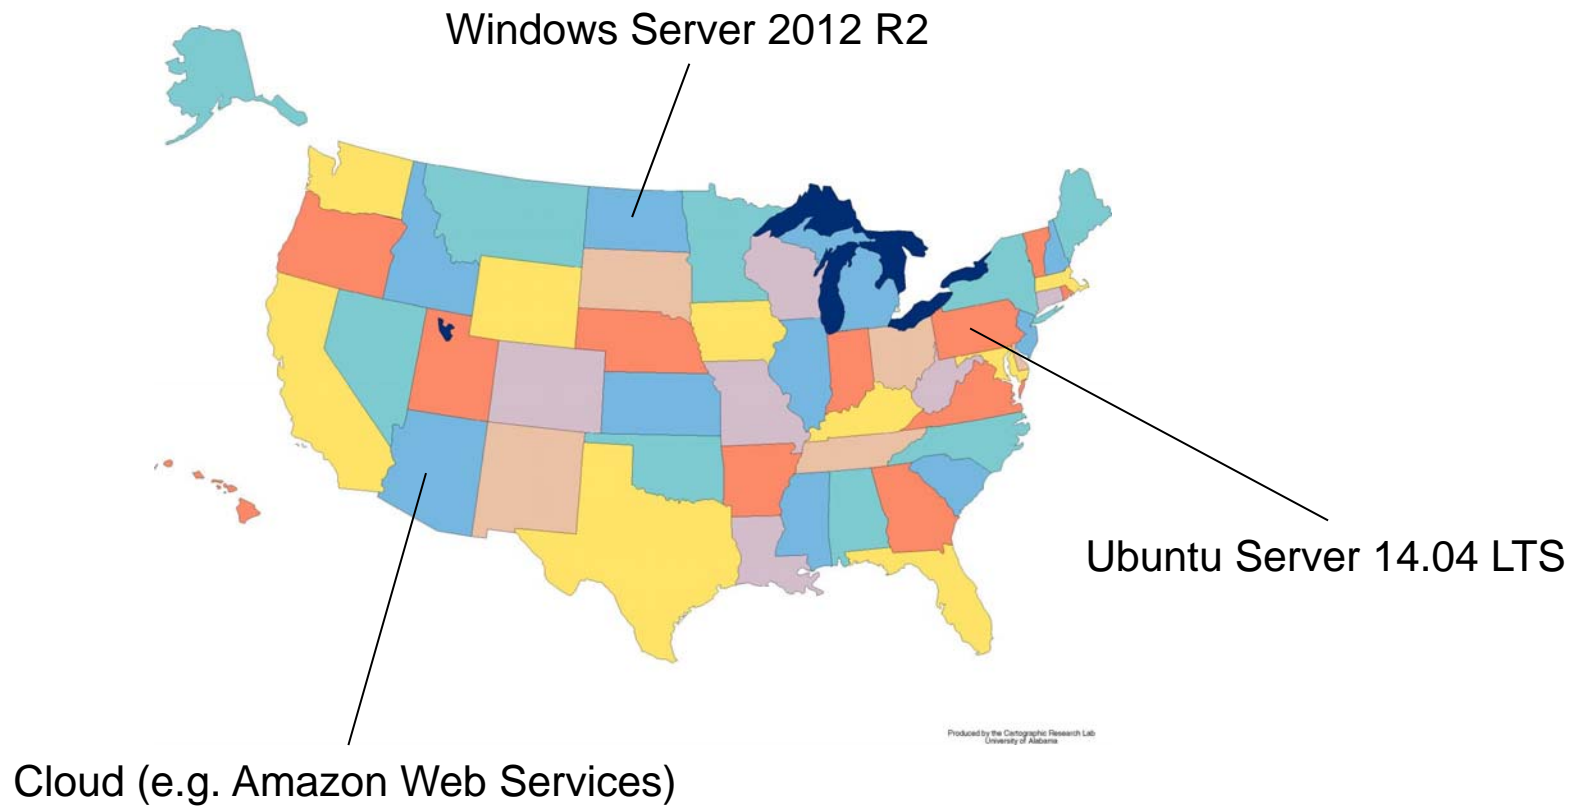 Windows Server 2012 R2
Ubuntu Server 14.04 LTS
Produced by the Cartographic Research Lab
University of Alabama
Cloud (e.g. Amazon Web Services)